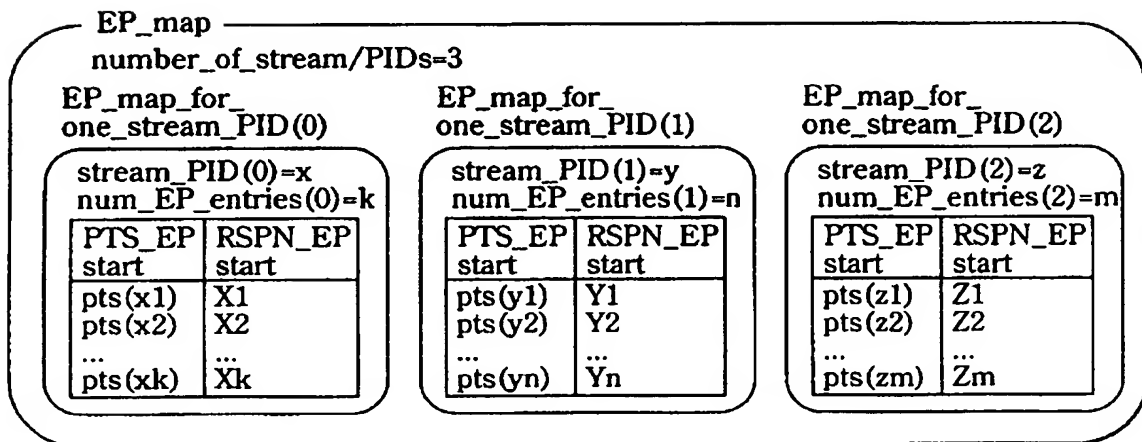 EP_map
number_of_stream/PIDs=3
EP_map_for_
one_stream_PID(0)
stream_PID(0)=x
num_EP_entries(0)=k
PTS_EP RSPN_EP
start start
pts(x1) X1
pts(x2) X2
... ...
pts(xk) Xk
EP_map_for_
one_stream_PID(1)
stream_PID(1)=y
num_EP_entries(1)=n
PTS_EP RSPN_EP
start start
pts(y1) Y1
pts(y2) Y2
... ...
pts(yn) Yn
EP_map_for_
one_stream_PID(2)
stream_PID(2)=z
num_EP_entries(2)=m
PTS_EP RSPN_EP
start start
pts(z1) Z1
pts(z2) Z2
... ...
pts(zm) Zm